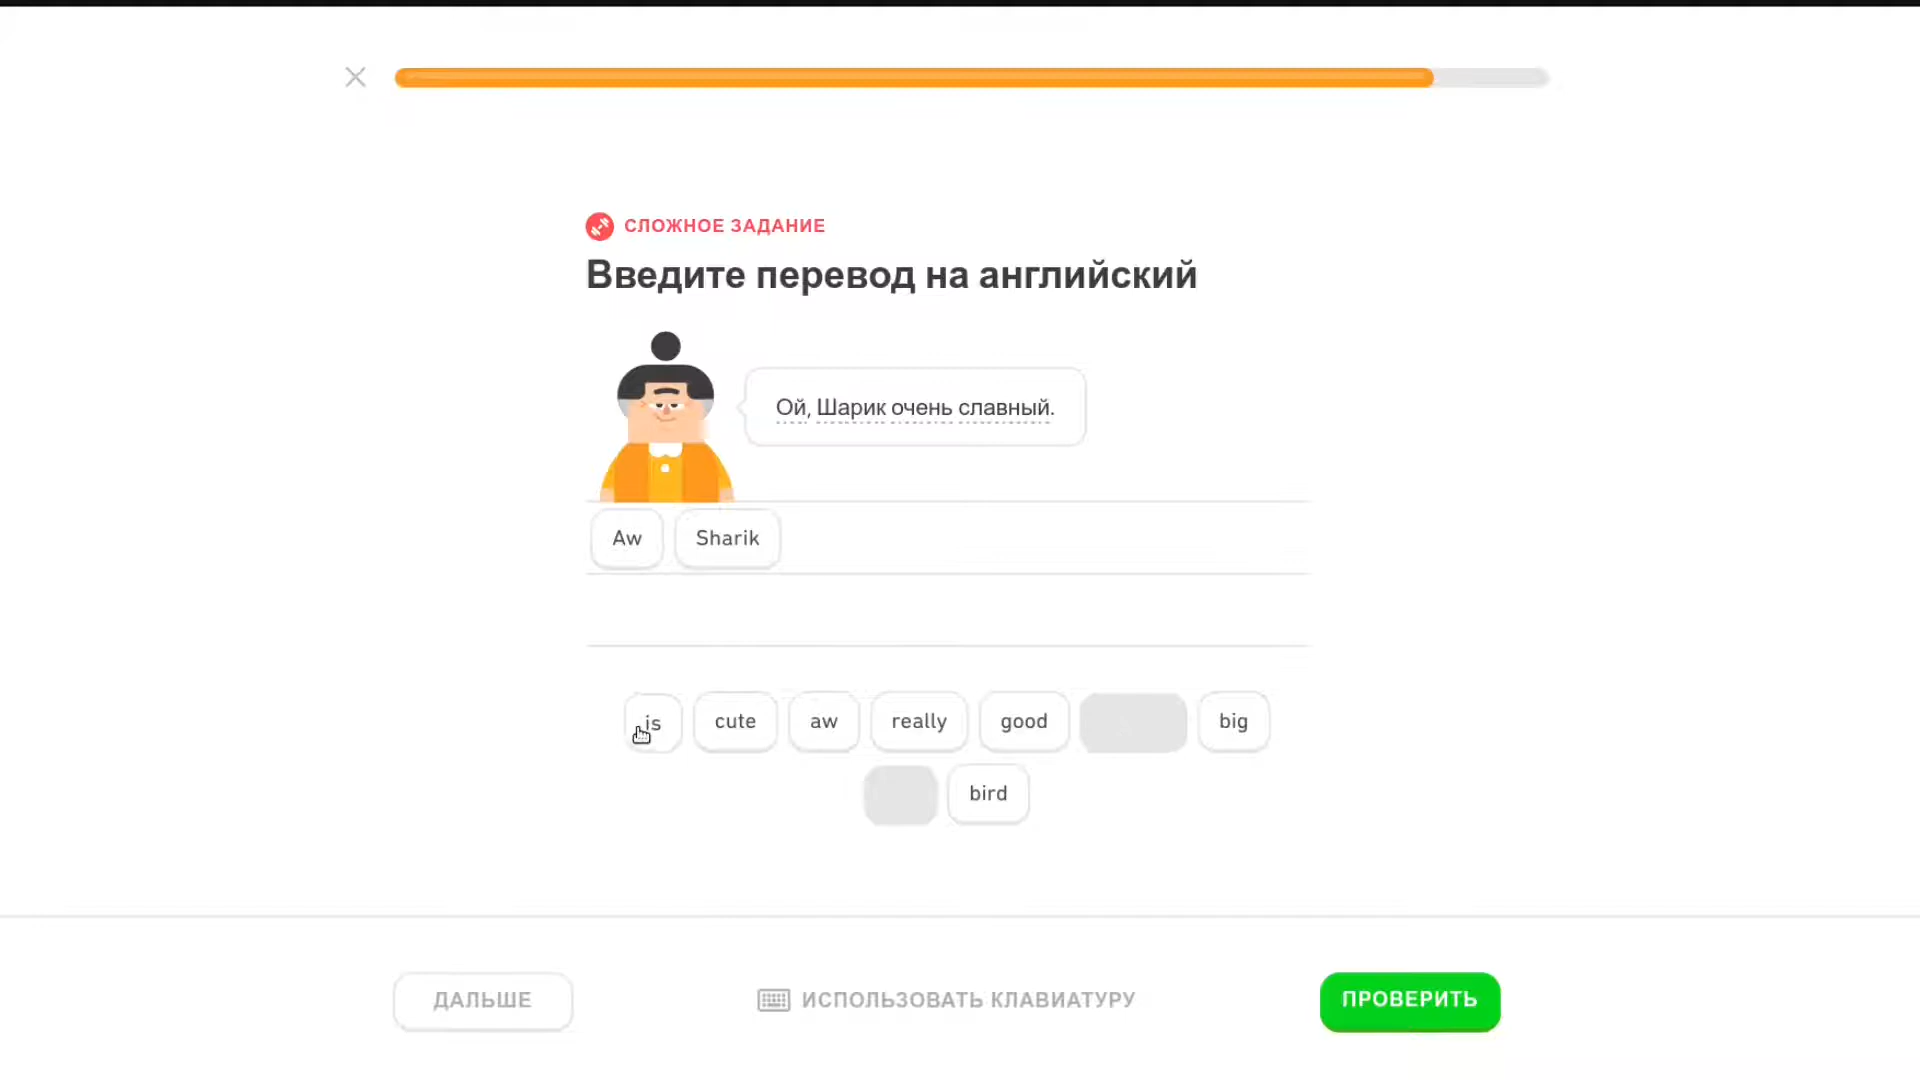 СЛОЖНОЕ ЗАДАНИЕ
Введите перевод на английский
Ой, Шарик очень славный.
Aw Sharik
is cute aw really good big
bird
ДАЛЬШЕ ИСПОЛЬЗОВАТЬ КЛАВИАТУРУ ПРОВЕРИТЬ